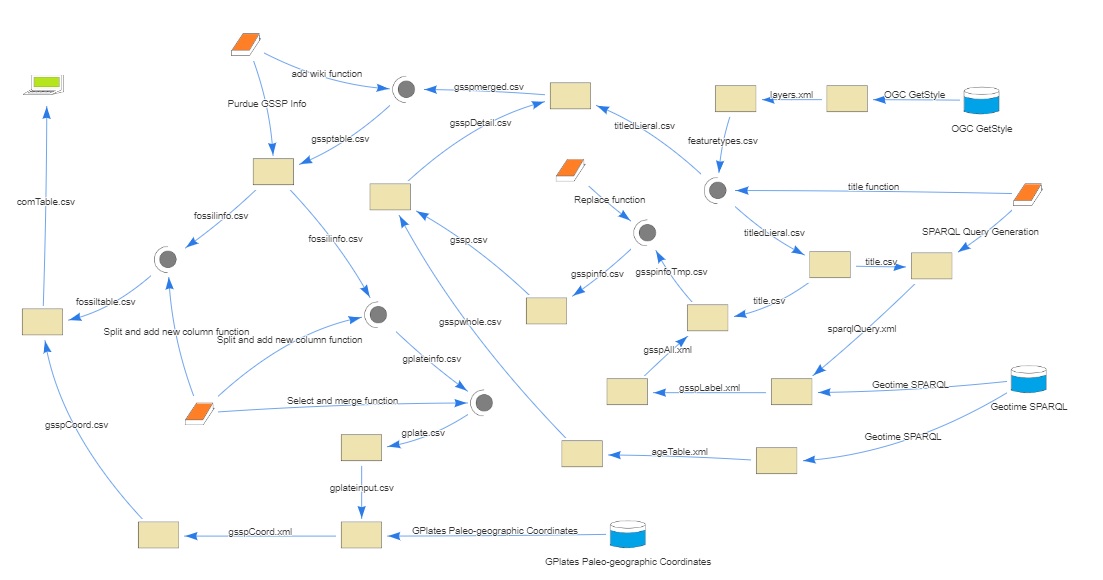 add wiki function
gsspmerged.csv
layers.xml
OGC GetStyle
Purdue GSSP Info
gsspDetail.csv
titledLieral.csv
OGC GetStyle
gssptable.csv
featuretypes.csv
title function
comTable.csv
Replace function
fossilinfo.csv
titledLieral.csv
SPARQL Query Generation
fossilinfo.csv
gssp.csv
title.csv
gsspinfo.csv
gsspinfoTmp.csv
fossiltable.csv
title.csv
gsspwhole.csv
Split and add new column function
Split and add new column function
sparqlQuery.xml
gsspAll.xml
gplateinfo.csv
gsspLabel.xml
Geotime SPARQL
Select and merge function
Geotime SPARQL
gsspCoord.csv
gplate.csv
Geotime SPARQL
ageTable.xml
gplateinput.csv
gsspCoord.xml
GPlates Paleo-geographic Coordinates
GPlates Paleo-geographic Coordinates